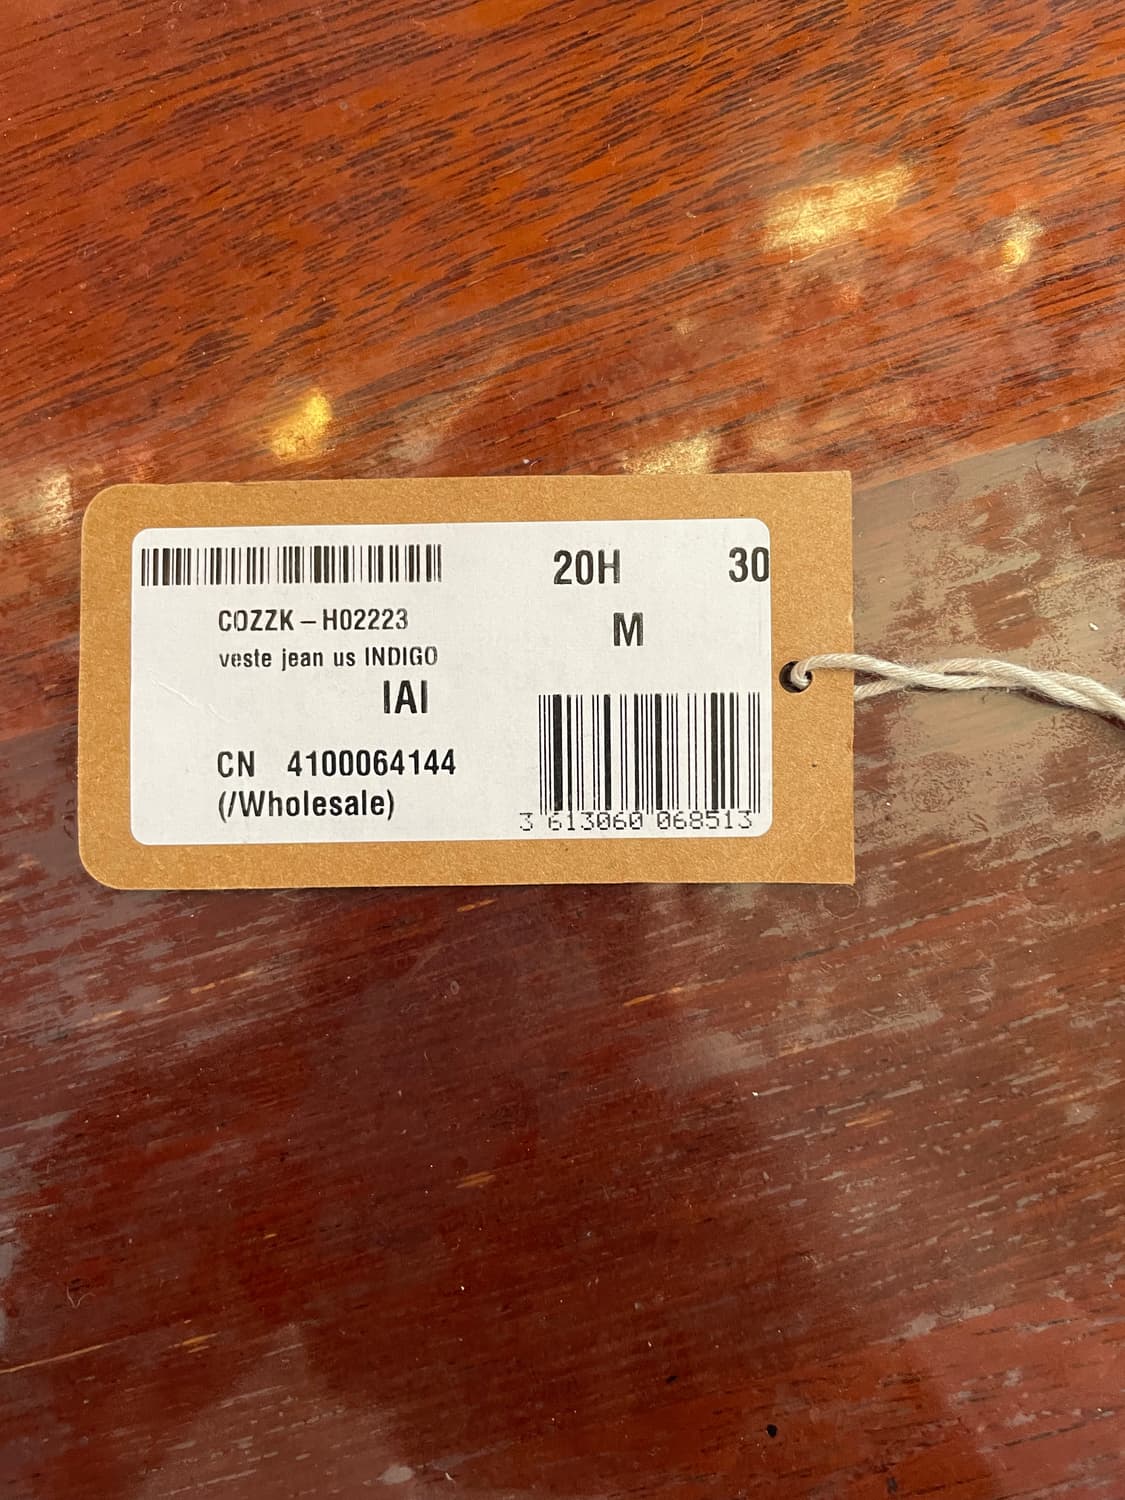 20H 30
COZZK – H02223
M
veste jean us INDIGO
IAI
CN 4100064144
(/Wholesale)
3 613060 068513